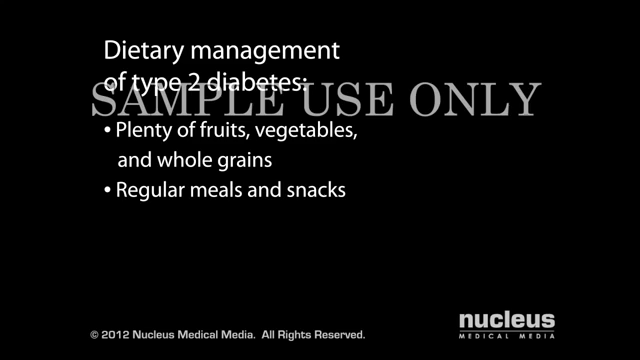 Dietary management
of type 2 diabetes:
SAMPLE USE ONLY
• Plenty of fruits, vegetables,
and whole grains
• Regular meals and snacks
nucleus
MEDICAL MEDIA
© 2012 Nucleus Medical Media. All Rights Reserved.